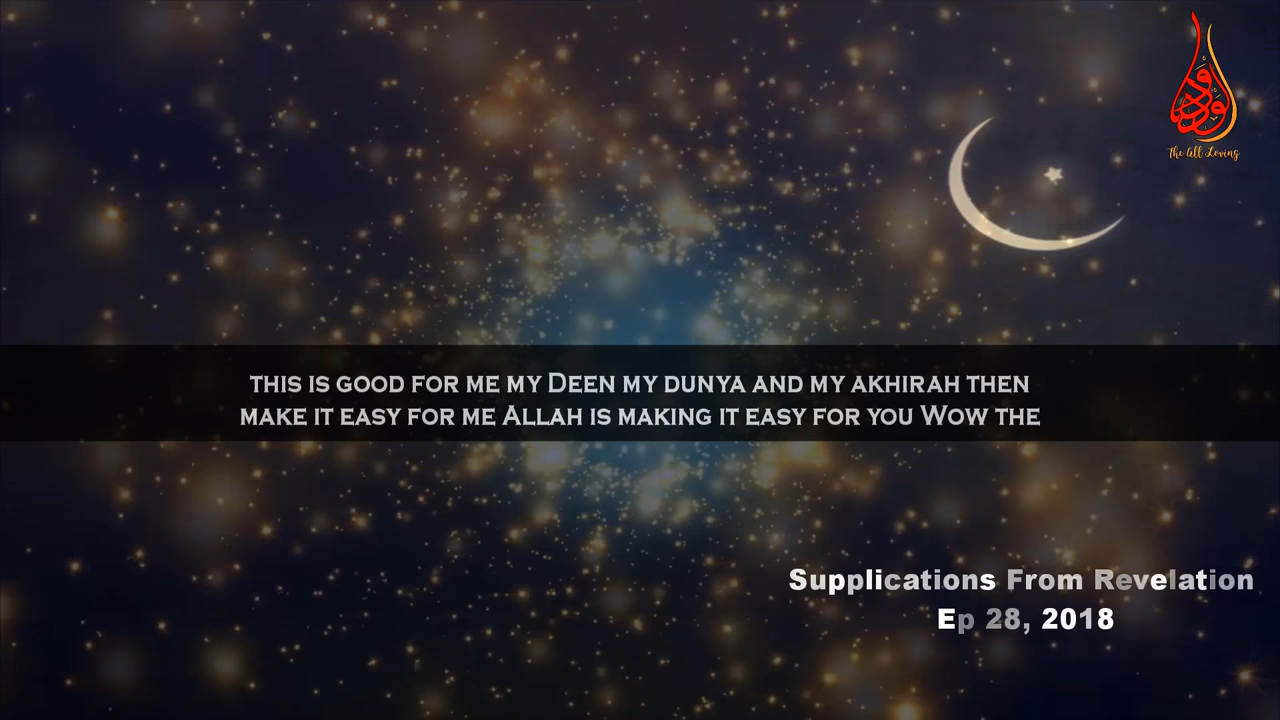 الودود
The All Loving
THIS IS GOOD FOR ME MY DEEN MY DUNYA AND MY AKHIRAH THEN
MAKE IT EASY FOR ME ALLAH IS MAKING IT EASY FOR YOU WOW THE
Supplications From Revelation
Ep 28, 2018